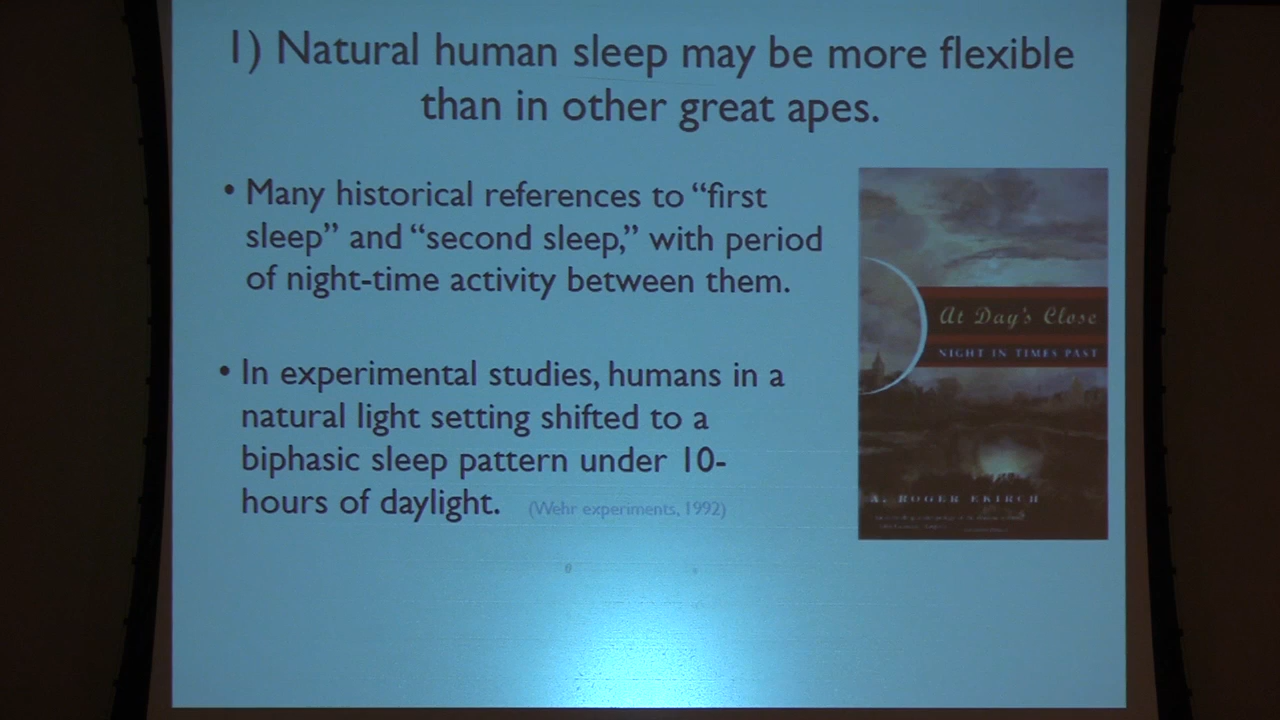 1) Natural human sleep may be more flexible
than in other great apes.
• Many historical references to “first
sleep” and “second sleep,” with period
of night-time activity between them.
• In experimental studies, humans in a
natural light setting shifted to a
biphasic sleep pattern under 10-
hours of daylight. (Wehr experiments, 1992)
At Day's Close
NIGHT IN TIMES PAST
A. ROGER EKIRCH